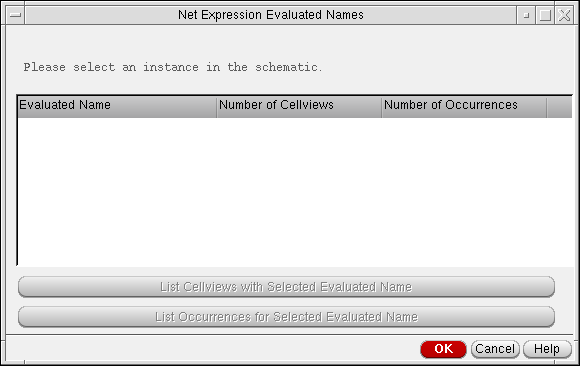 Net Expression Evaluated Names
Please select an instance in the schematic.
Evaluated Name Number of Cellviews Number of Occurrences
List Cellviews with Selected Evaluated Name
List Occurrences for Selected Evaluated Name
OK Cancel Help